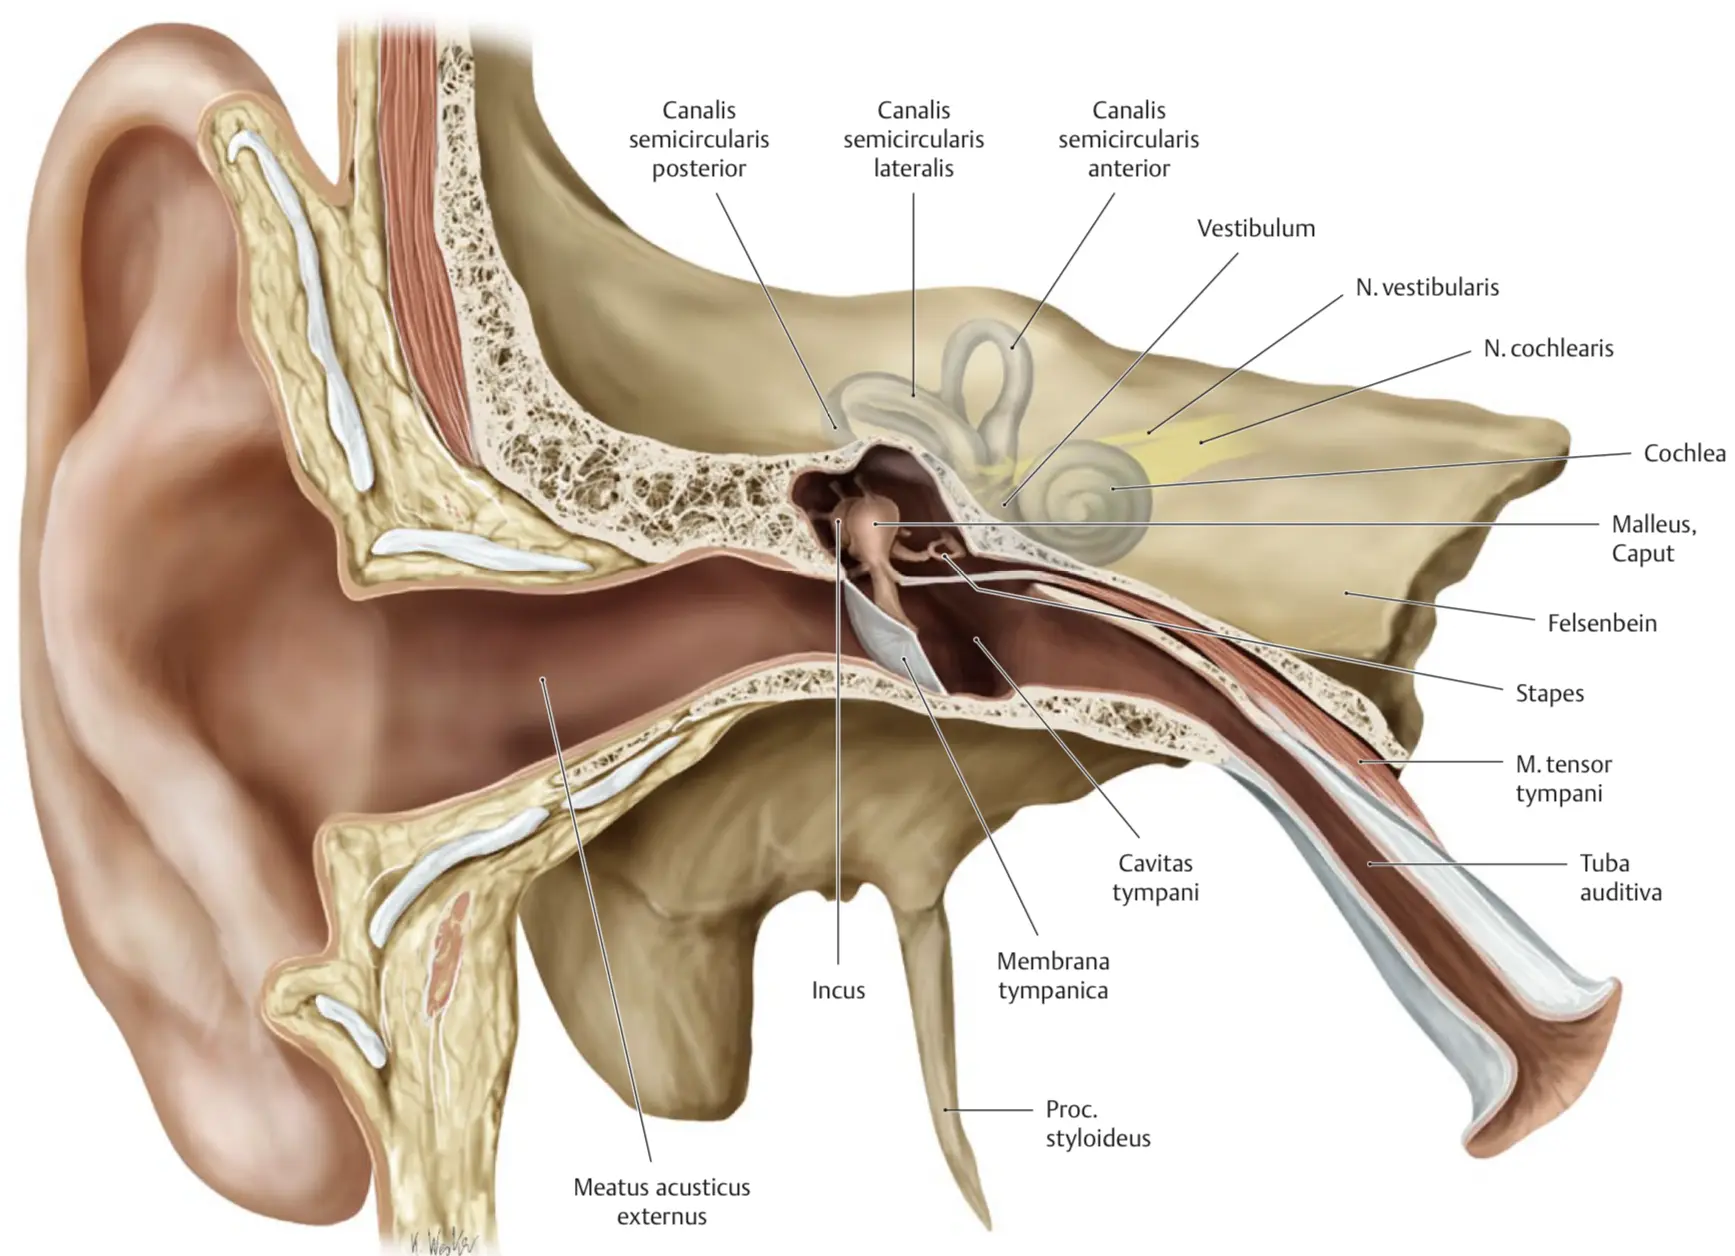 Canalis
semicircularis
posterior
Canalis
semicircularis
lateralis
Canalis
semicircularis
anterior
Vestibulum
N. vestibularis
N. cochlearis
Cochlea
Malleus,
Caput
Felsenbein
Stapes
M. tensor
tympani
Tuba
auditiva
Cavitas
tympani
Membrana
tympanica
Incus
Proc.
styloideus
Meatus acusticus
externus